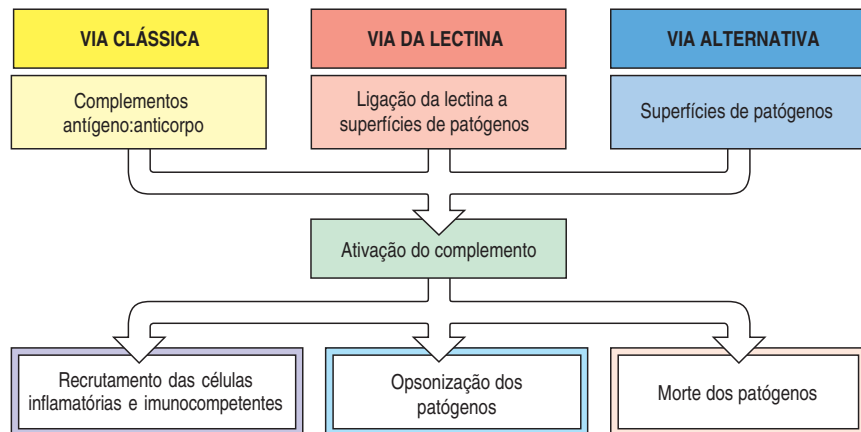 VIA CLÁSSICA
VIA DA LECTINA
VIA ALTERNATIVA
Complementos
antígeno:anticorpo
Ligação da lectina a
superfícies de patógenos
Superfícies de patógenos
Ativação do complemento
Recrutamento das células
inflamatórias e imunocompetentes
Opsonização dos
patógenos
Morte dos patógenos